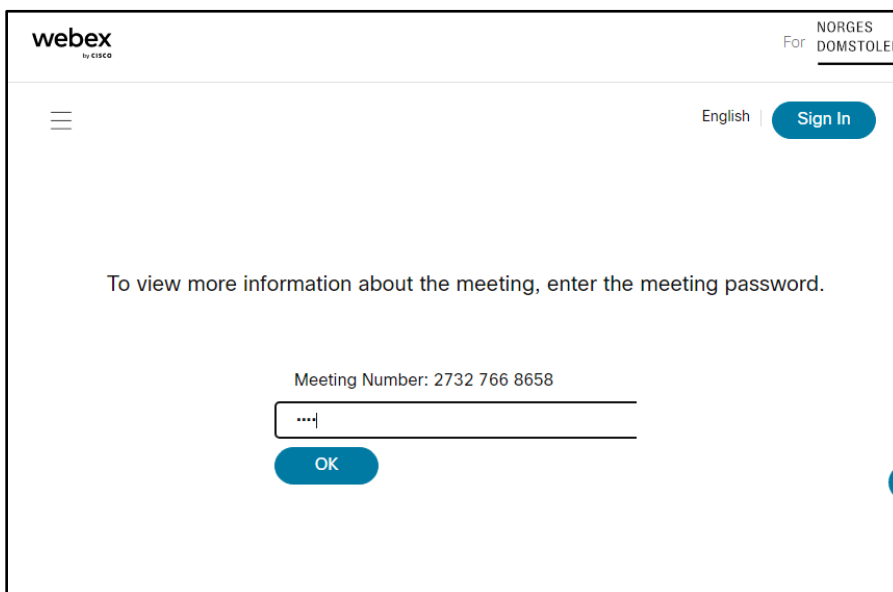 webex
by CISCO
For
NORGES
DOMSTOLE
English
Sign In
To view more information about the meeting, enter the meeting password.
Meeting Number: 2732 766 8658
····
OK